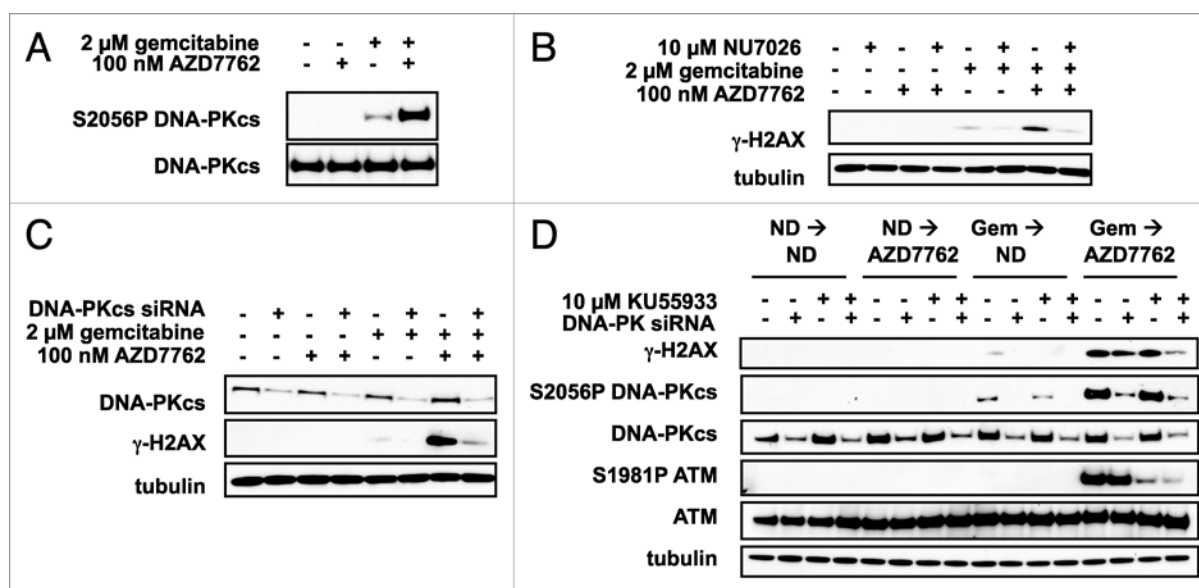 A
2 µM gemcitabine - - + +
100 nM AZD7762 - + - +
S2056P DNA-PKcs
DNA-PKcs
B
10 µM NU7026 - + - + - + - +
2 µM gemcitabine - - - - + + + +
100 nM AZD7762 - - + + - - + +
γ-H2AX
tubulin
C
DNA-PKcs siRNA - + - + - + - +
2 µM gemcitabine - - - - + + + +
100 nM AZD7762 - - + + - - + +
DNA-PKcs
γ-H2AX
tubulin
D
ND → ND → Gem → Gem →
ND AZD7762 ND AZD7762
10 µM KU55933 - - + + - - + + - - + + - - + +
DNA-PK siRNA - + - + - + - + - + - + - + - +
γ-H2AX
S2056P DNA-PKcs
DNA-PKcs
S1981P ATM
ATM
tubulin